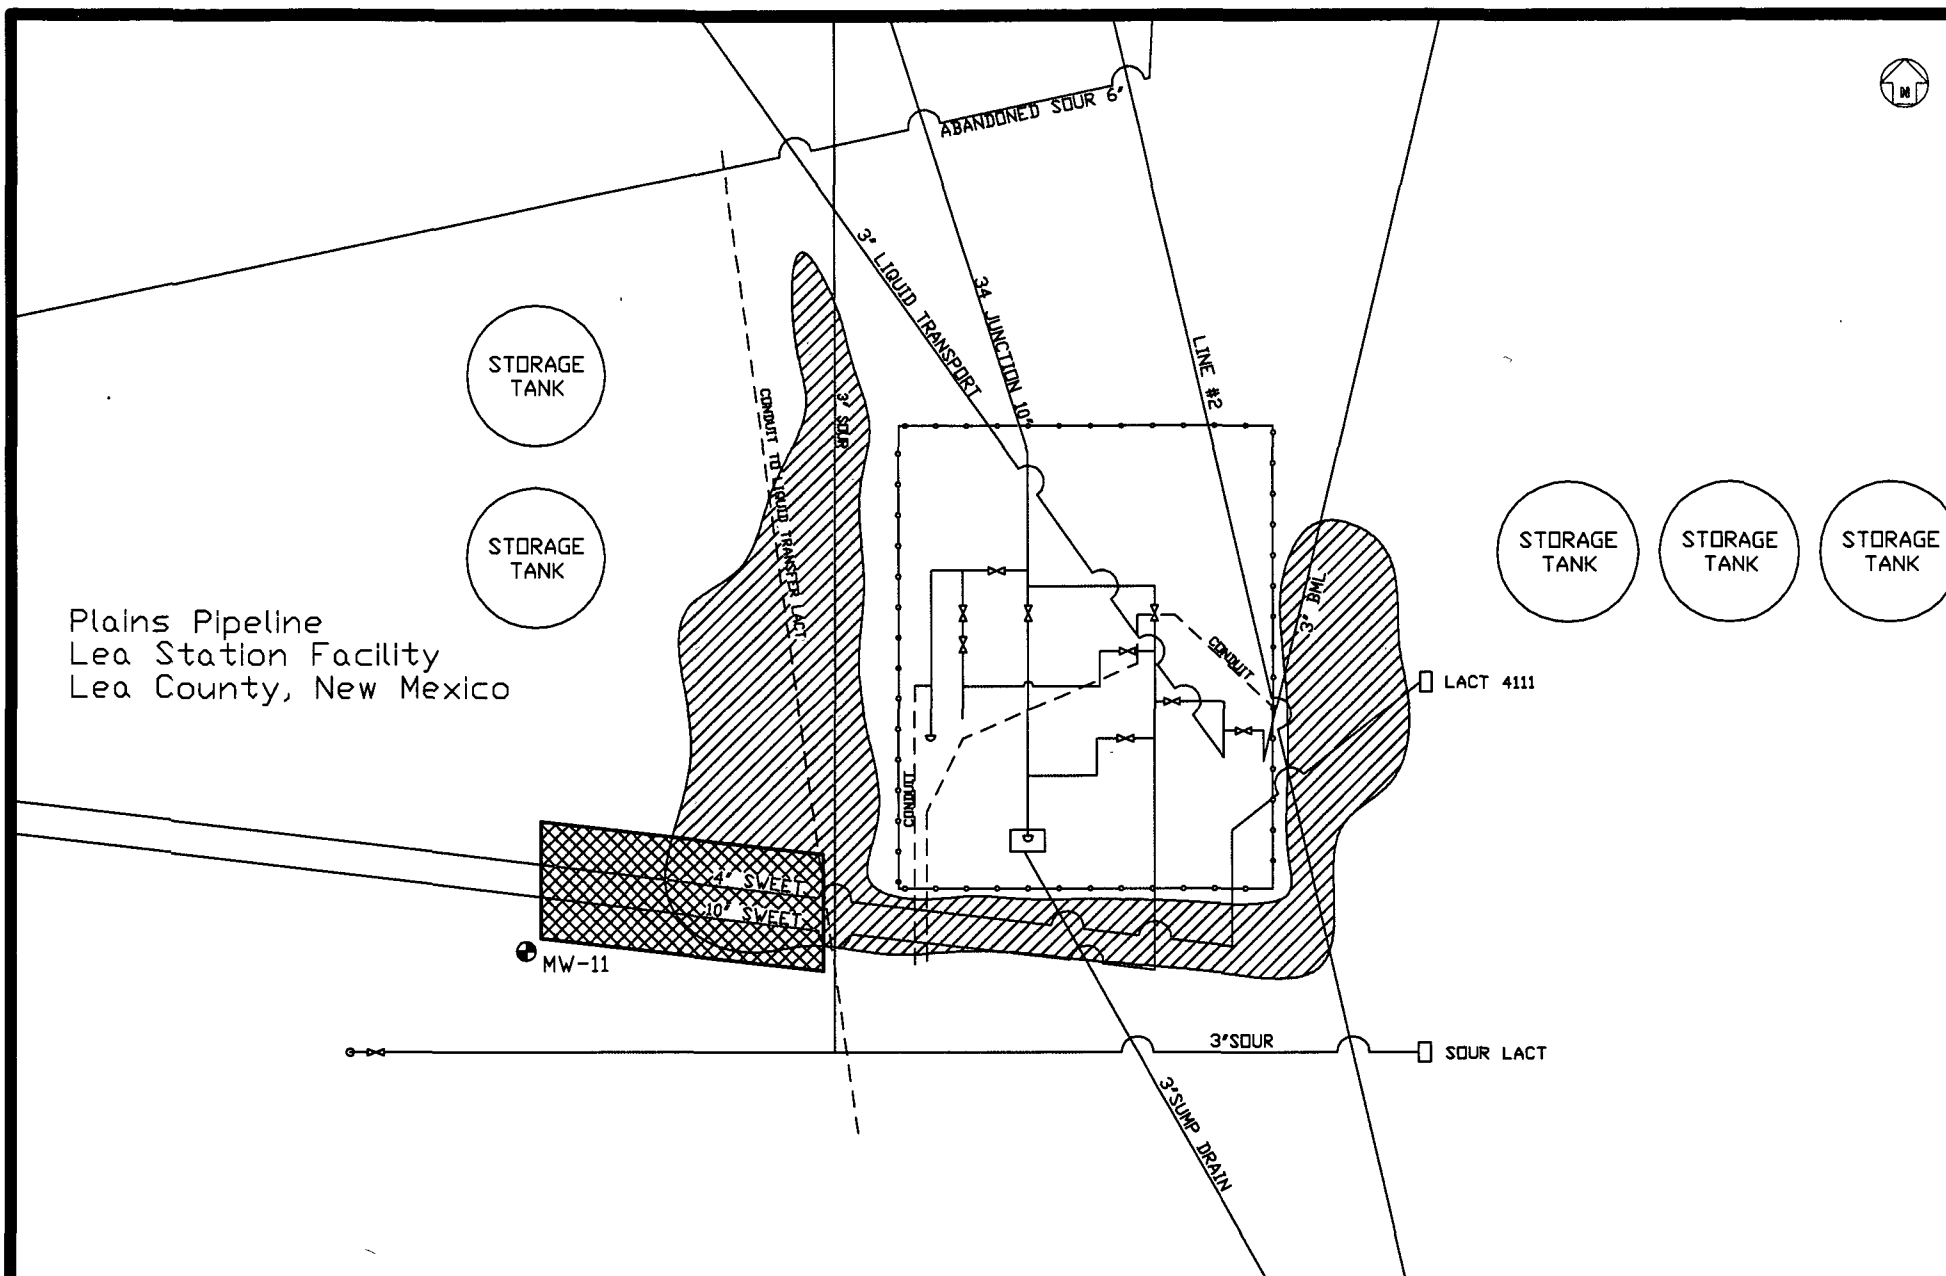 N
ABANDONED SOUR 6"
3" LIQUID TRANSPORT
34 JUNCTION 10"
LINE #2
STORAGE
TANK
CONDUIT TO LIQUID TRANSFER LACT
3" SOUR
STORAGE
TANK
STORAGE
TANK
STORAGE
TANK
STORAGE
TANK
3" BML
Plains Pipeline
Lea Station Facility
Lea County, New Mexico
CONDUIT
LACT 4111
CONDUIT
4" SWEET
10" SWEET
MW-11
3"SOUR
SOUR LACT
3"SUMP DRAIN